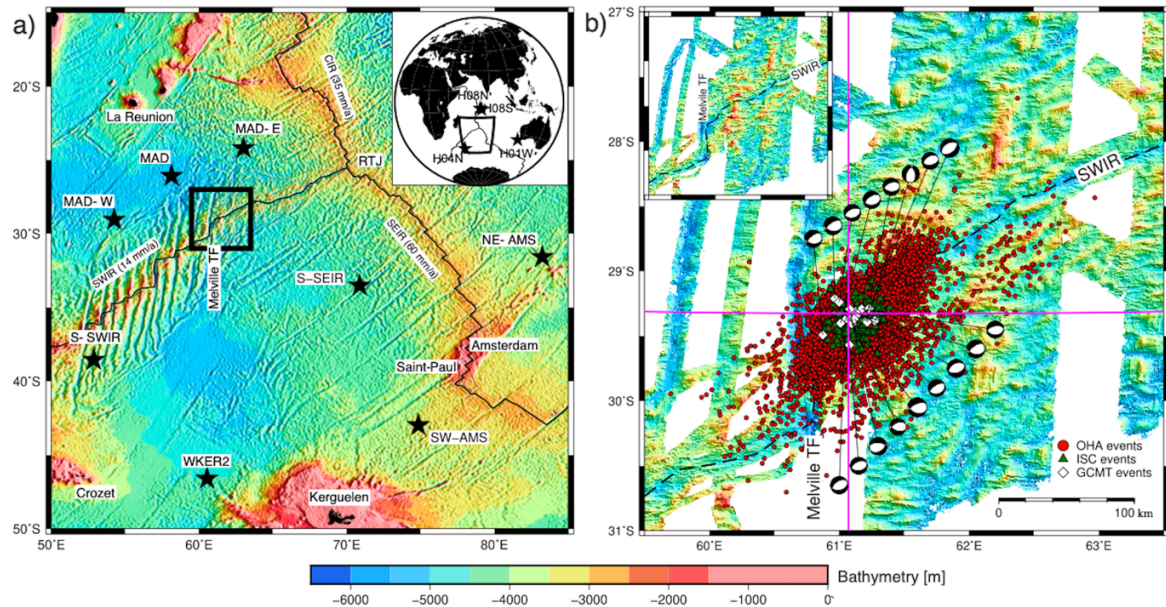 a)
20°S
30°S
40°S
50°S
50°E
60°E
70°E
80°E
La Reunion
MAD- E
MAD
MAD- W
CIR (35 mm/a)
RTJ
SWIR (14 mm/a)
Melville TF
SEIR (60 mm/a)
NE- AMS
S-SEIR
S- SWIR
Amsterdam
Saint-Paul
SW-AMS
WKER2
Crozet
Kerguelen
H08N
H08S
H04N
H01W
b)
27°S
28°S
29°S
30°S
31°S
60°E
61°E
62°E
63°E
Melville TF
SWIR
SWIR
Melville TF
OHA events
ISC events
GCMT events
0
100 km
Bathymetry [m]
-6000
-5000
-4000
-3000
-2000
-1000
0